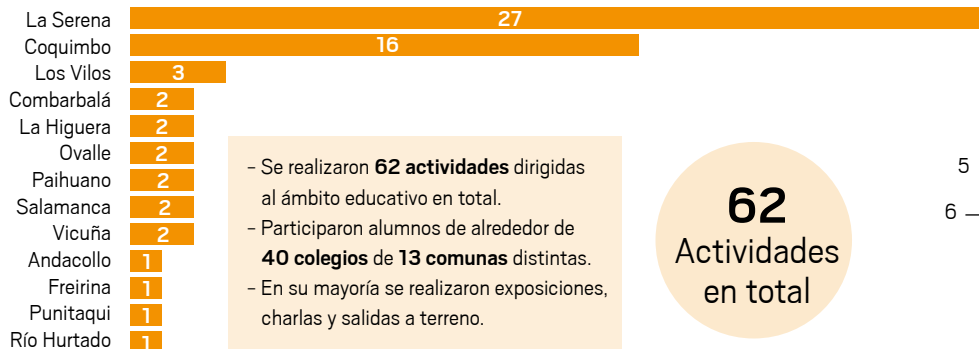 La Serena 27
Coquimbo 16
Los Vilos 3
Combarbalá 2
La Higuera 2
Ovalle 2
Paihuano 2
Salamanca 2
Vicuña 2
Andacollo 1
Freirina 1
Punitaqui 1
Río Hurtado 1
– Se realizaron 62 actividades dirigidas
al ámbito educativo en total.
– Participaron alumnos de alrededor de
40 colegios de 13 comunas distintas.
– En su mayoría se realizaron exposiciones,
charlas y salidas a terreno.
62
Actividades
en total
5
6